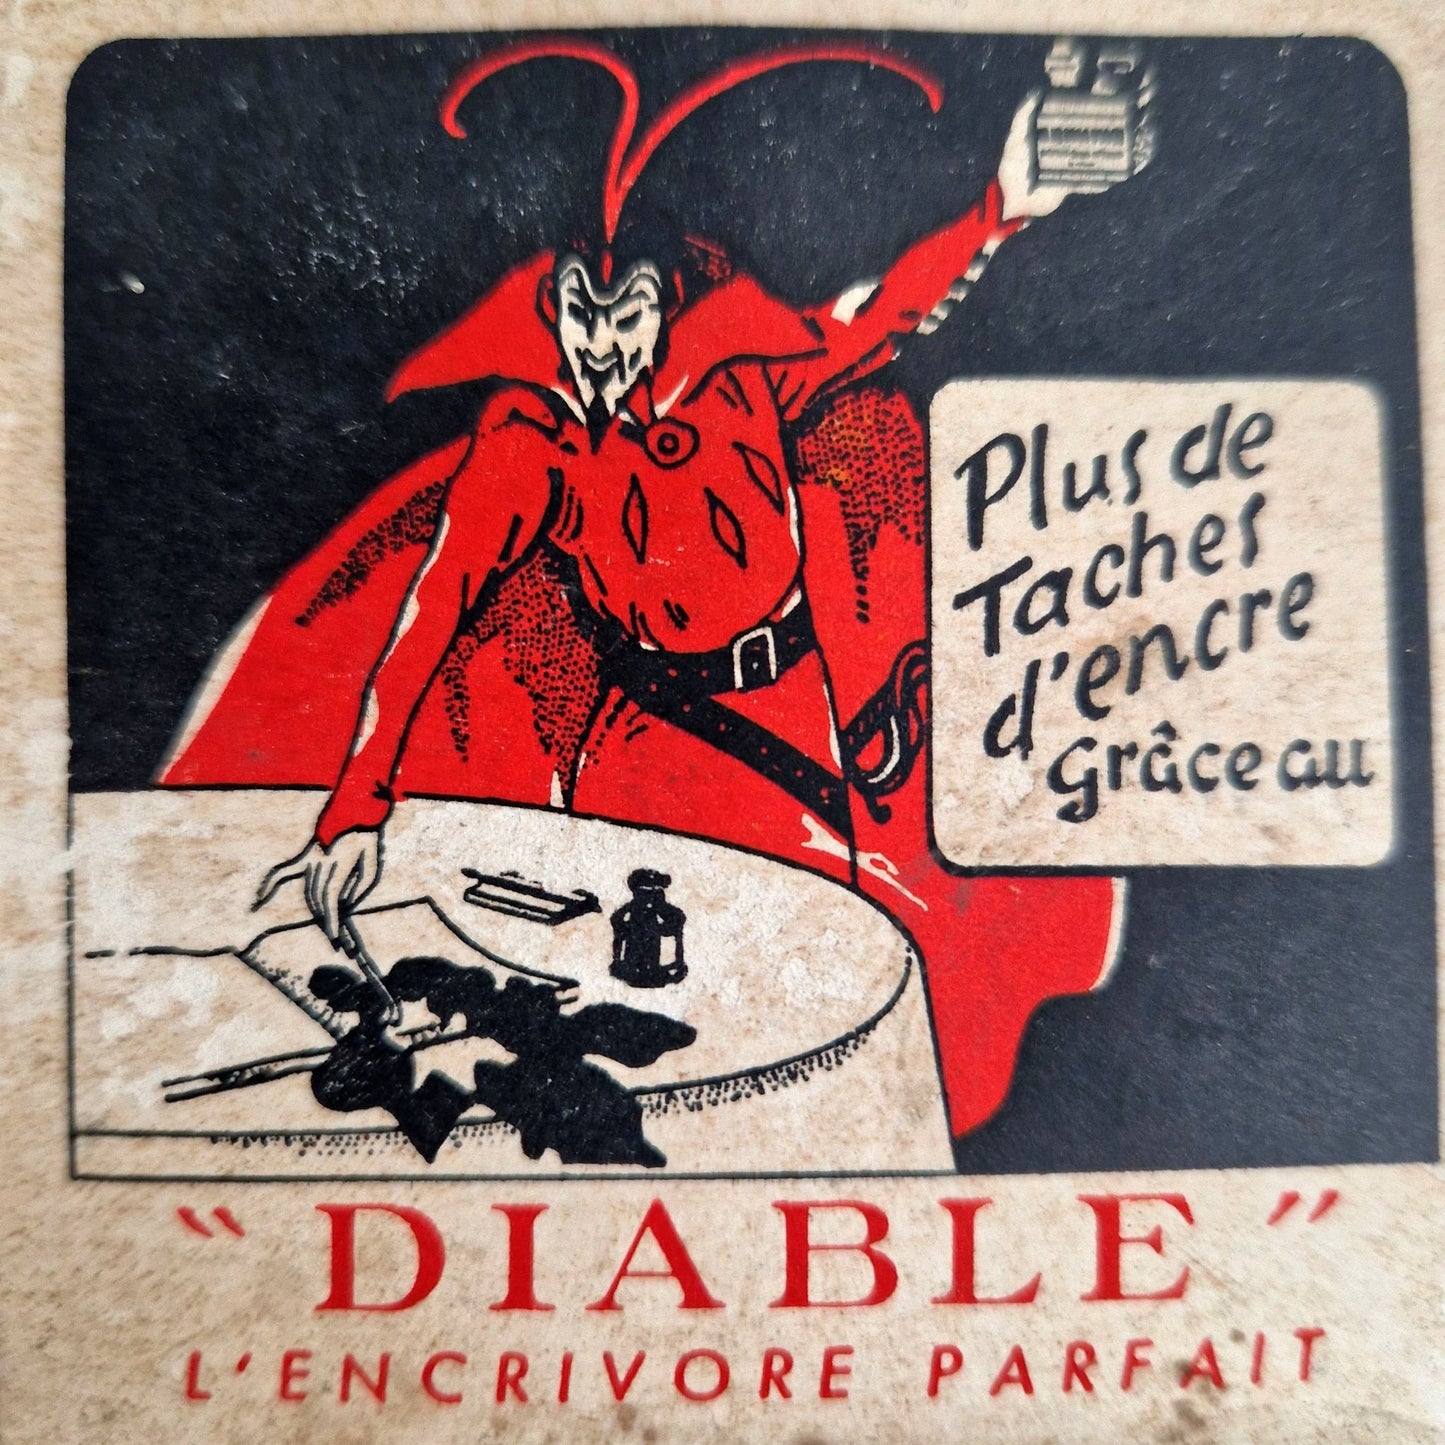 Plus de
Taches
d'encre
Grâce au
"DIABLE"
L'ENCRIVORE PARFAIT